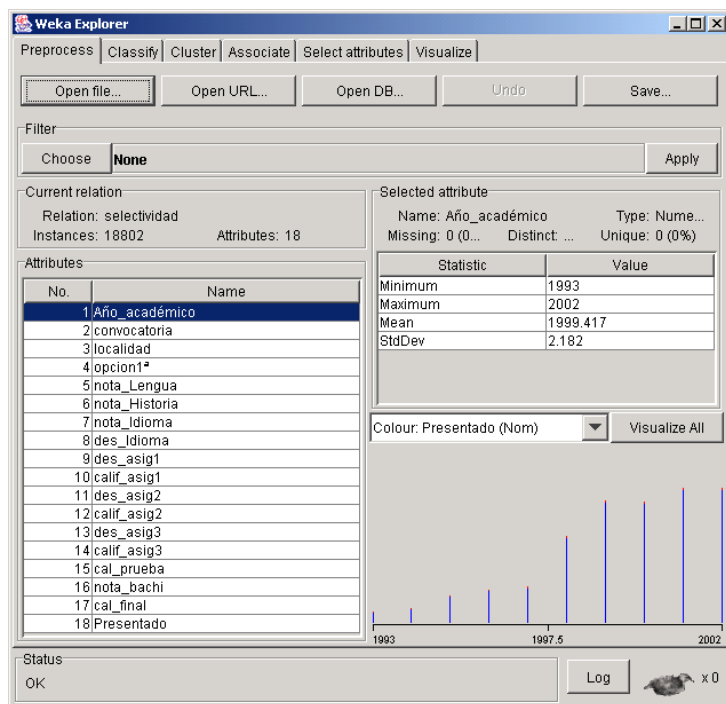 Weka Explorer
Preprocess Classify Cluster Associate Select attributes Visualize
Open file... Open URL... Open DB... Undo Save...
Filter
Choose None Apply
Current relation
Relation: selectividad
Instances: 18802 Attributes: 18
Selected attribute
Name: Año_académico Type: Nume...
Missing: 0 (0... Distinct: ... Unique: 0 (0%)
Statistic Value
Minimum 1993
Maximum 2002
Mean 1999.417
StdDev 2.182
Attributes
No. Name
1 Año_académico
2 convocatoria
3 localidad
4 opcion1ª
5 nota_Lengua
6 nota_Historia
7 nota_Idioma
8 des_Idioma
9 des_asig1
10 calif_asig1
11 des_asig2
12 calif_asig2
13 des_asig3
14 calif_asig3
15 cal_prueba
16 nota_bachi
17 cal_final
18 Presentado
Colour: Presentado (Nom) Visualize All
1993 1997.5 2002
Status
OK
Log x 0